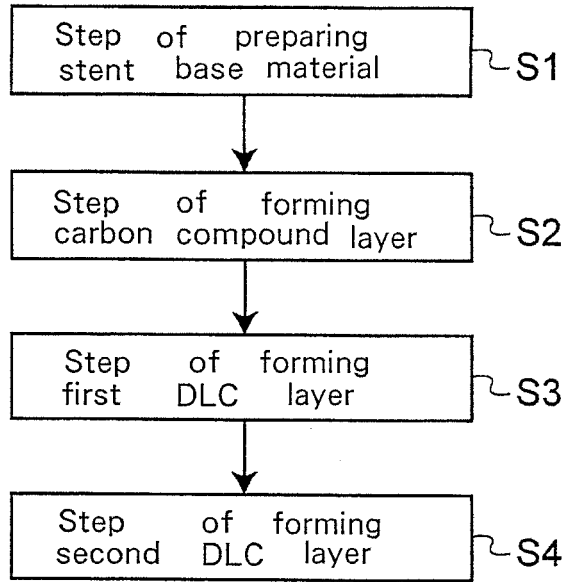 Step of preparing
stent base material
S1
Step of forming
carbon compound layer
S2
Step of forming
first DLC layer
S3
Step of forming
second DLC layer
S4